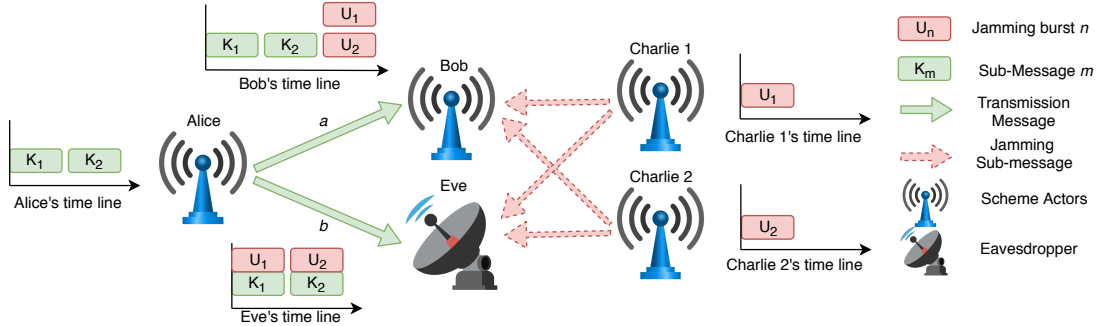 U1
K1 K2 U2
Bob's time line
Alice
K1 K2
Alice's time line
a
b
U1 U2
K1 K2
Eve's time line
Bob
Eve
Charlie 1
Charlie 2
U1
Charlie 1's time line
U2
Charlie 2's time line
Un Jamming burst n
Km Sub-Message m
Transmission
Message
Jamming
Sub-message
Scheme Actors
Eavesdropper